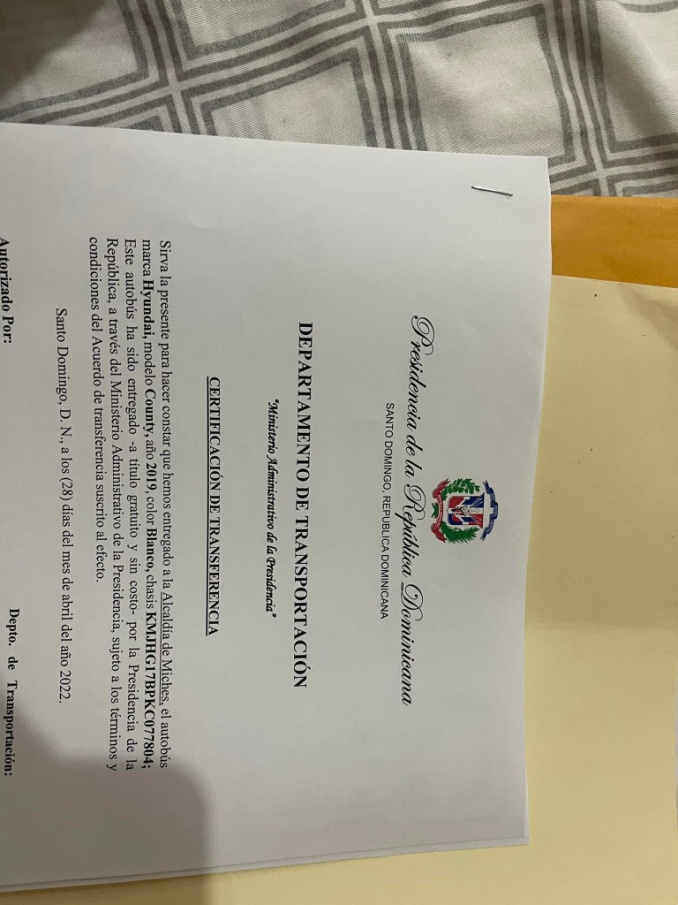 Presidencia de la República Dominicana
SANTO DOMINGO, REPUBLICA DOMINICANA
DEPARTAMENTO DE TRANSPORTACIÓN
"Ministerio Administrativo de la Presidencia"
CERTIFICACIÓN DE TRANSFERENCIA
Sirva la presente para hacer constar que hemos entregado a la Alcaldía de Miches, el autobús
marca Hyundai, modelo County, año 2019, color Blanco, chasis KMJHG17BPKC077804;
Este autobús ha sido entregado -a título gratuito y sin costo- por la Presidencia de la
República, a través del Ministerio Administrativo de la Presidencia, sujeto a los términos y
condiciones del Acuerdo de transferencia suscrito al efecto.
Santo Domingo, D. N., a los (28) días del mes de abril del año 2022.
Autorizado Por:
Depto. de Transportación: